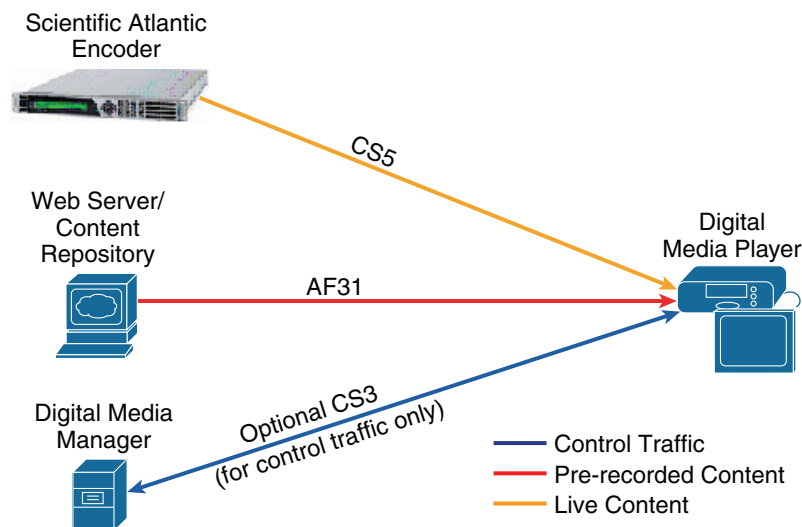 Scientific Atlantic
Encoder
CS5
Web Server/
Content
Repository
Digital
Media Player
AF31
Digital Media
Manager
Optional CS3
(for control traffic only)
Control Traffic
Pre-recorded Content
Live Content